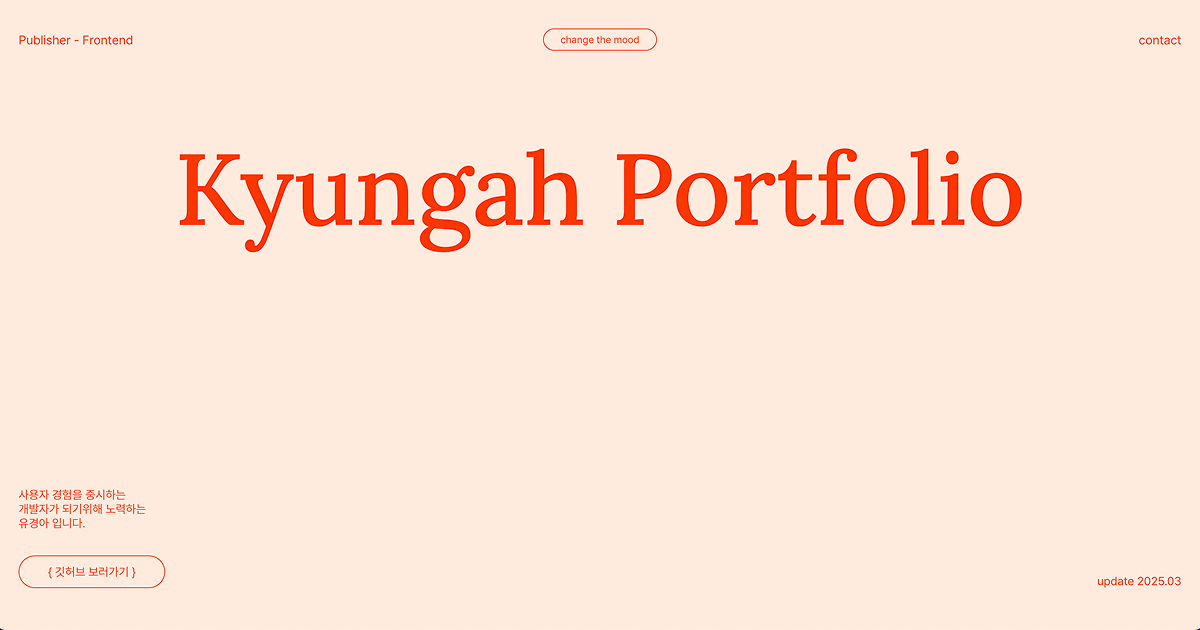 Publisher - Frontend
change the mood
contact
Kyungah Portfolio
사용자 경험을 중시하는
개발자가 되기위해 노력하는
유경아 입니다.
{ 깃허브 보러가기 }
update 2025.03